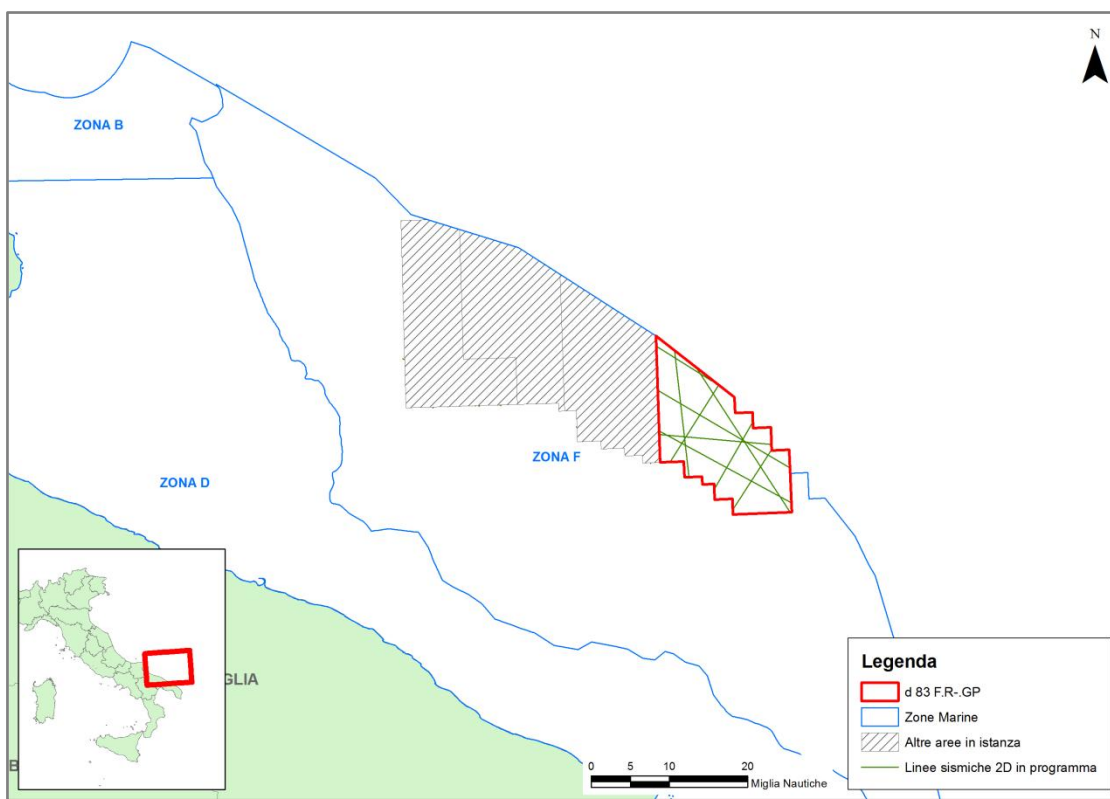 N
ZONA B
ZONA F
ZONA D
GLIA
B
Legenda
d 83 F.R-.GP
Zone Marine
Altre aree in istanza
Linee sismiche 2D in programma
0 5 10 20
Miglia Nautiche